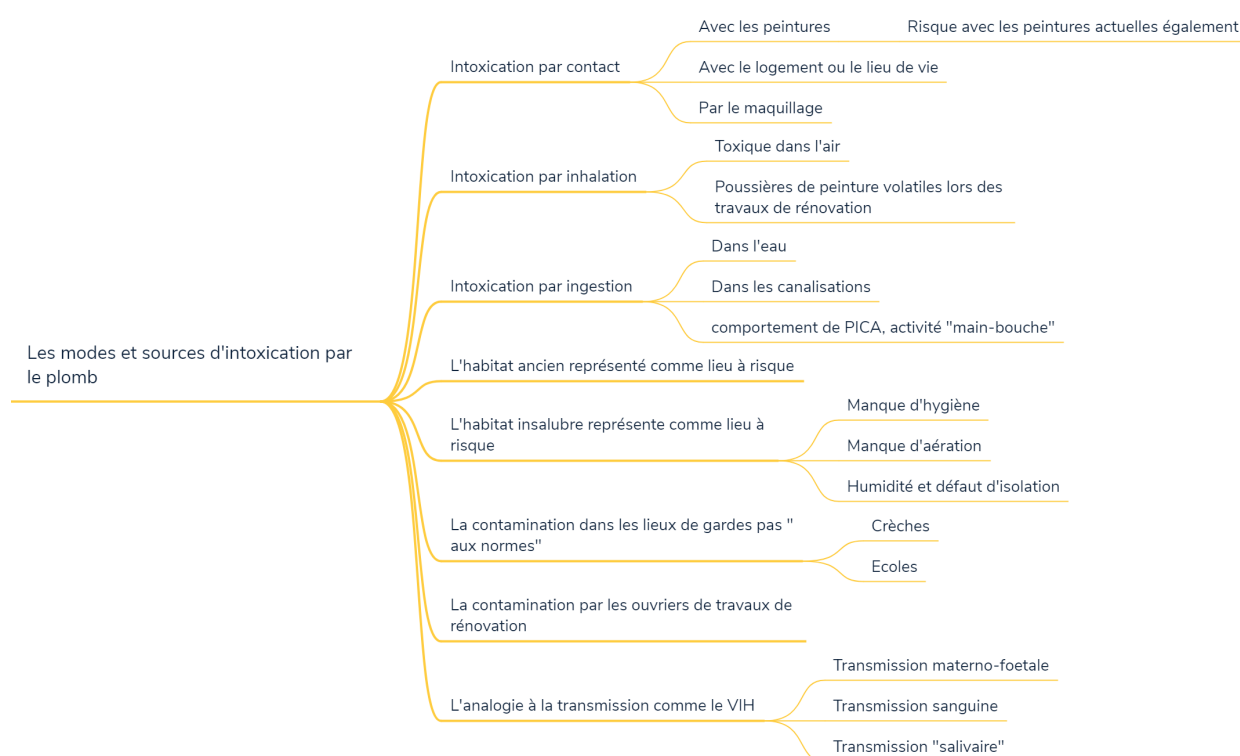 Les modes et sources d'intoxication par
le plomb
Intoxication par contact
Avec les peintures
Risque avec les peintures actuelles également
Avec le logement ou le lieu de vie
Par le maquillage
Intoxication par inhalation
Toxique dans l'air
Poussières de peinture volatiles lors des
travaux de rénovation
Intoxication par ingestion
Dans l'eau
Dans les canalisations
comportement de PICA, activité "main-bouche"
L'habitat ancien représenté comme lieu à risque
L'habitat insalubre représente comme lieu à
risque
Manque d'hygiène
Manque d'aération
Humidité et défaut d'isolation
La contamination dans les lieux de gardes pas "
aux normes"
Crèches
Ecoles
La contamination par les ouvriers de travaux de
rénovation
L'analogie à la transmission comme le VIH
Transmission materno-foetale
Transmission sanguine
Transmission "salivaire"